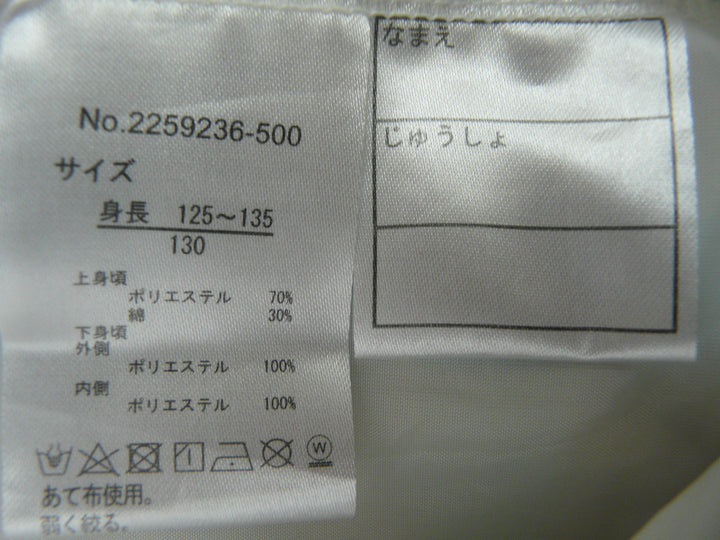 No.2259236-500
サイズ
身長 125～135
130
上身頃
ポリエステル 70%
綿 30%
下身頃
外側
ポリエステル 100%
内側
ポリエステル 100%
W
あて布使用。
弱く絞る。
なまえ
じゅうしょ